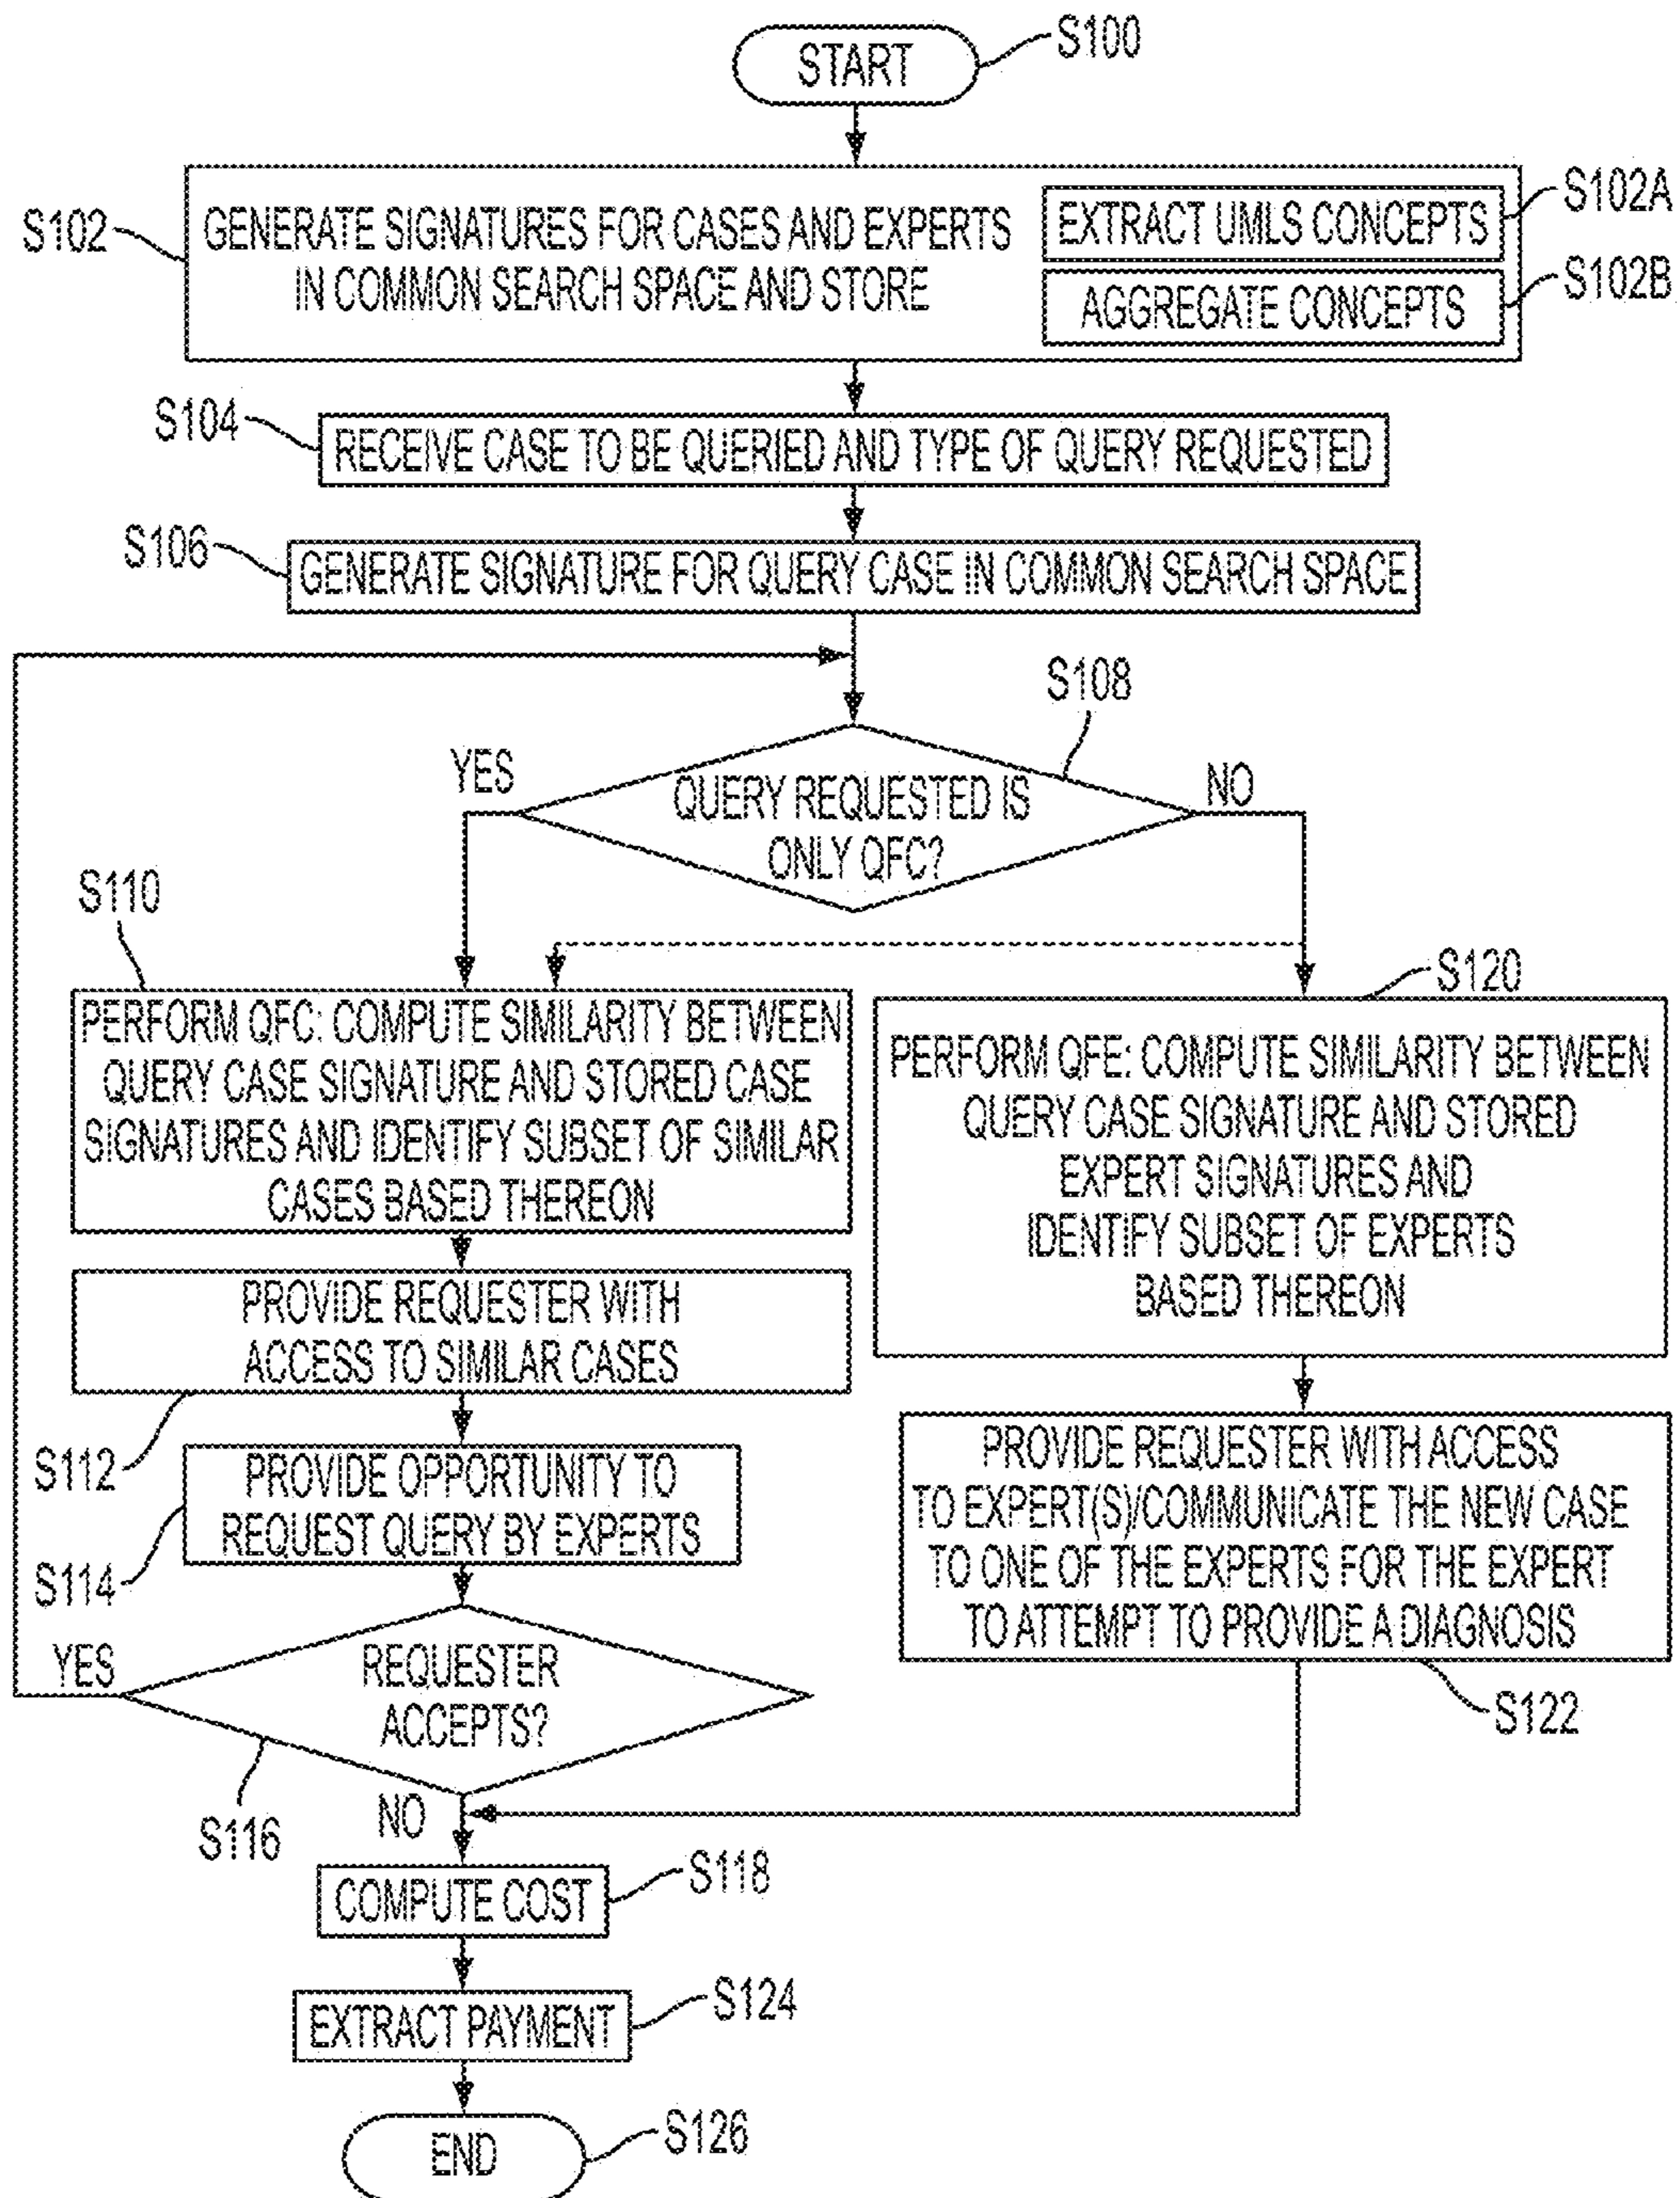 START
S100
S102
GENERATE SIGNATURES FOR CASES AND EXPERTS
IN COMMON SEARCH SPACE AND STORE
EXTRACT UMLS CONCEPTS
S102A
AGGREGATE CONCEPTS
S102B
S104
RECEIVE CASE TO BE QUERIED AND TYPE OF QUERY REQUESTED
S106
GENERATE SIGNATURE FOR QUERY CASE IN COMMON SEARCH SPACE
S108
YES
QUERY REQUESTED IS
ONLY QFC?
NO
S110
PERFORM QFC: COMPUTE SIMILARITY BETWEEN
QUERY CASE SIGNATURE AND STORED CASE
SIGNATURES AND IDENTIFY SUBSET OF SIMILAR
CASES BASED THEREON
S120
PERFORM QFE: COMPUTE SIMILARITY BETWEEN
QUERY CASE SIGNATURE AND STORED
EXPERT SIGNATURES AND
IDENTIFY SUBSET OF EXPERTS
BASED THEREON
PROVIDE REQUESTER WITH
ACCESS TO SIMILAR CASES
S112
PROVIDE OPPORTUNITY TO
REQUEST QUERY BY EXPERTS
S114
PROVIDE REQUESTER WITH ACCESS
TO EXPERT(S)/COMMUNICATE THE NEW CASE
TO ONE OF THE EXPERTS FOR THE EXPERT
TO ATTEMPT TO PROVIDE A DIAGNOSIS
S122
YES
REQUESTER
ACCEPTS?
S116
NO
COMPUTE COST
S118
EXTRACT PAYMENT
S124
END
S126